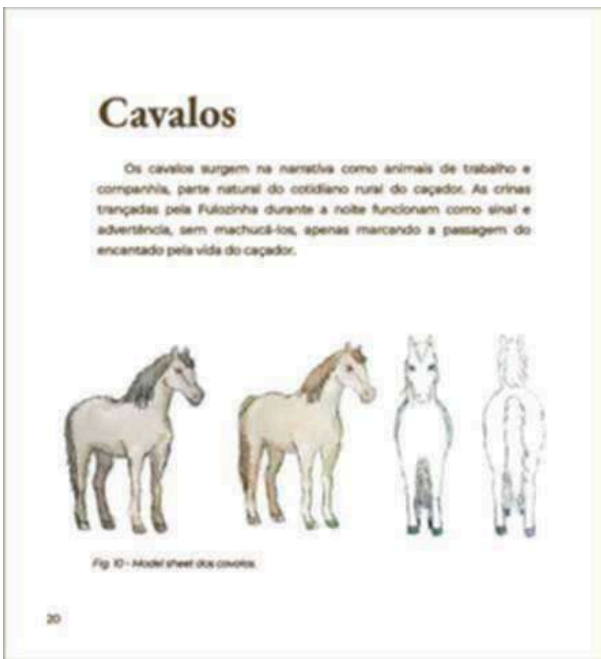 Cavalos
Os cavalos surgem na narrativa como animais de trabalho e
companhia, parte natural do cotidiano rural do caçador. As crinas
trançadas pela Fulozinha durante a noite funcionam como sinal e
advertência, sem machucá-los, apenas marcando a passagem do
encantado pela vida do caçador.
Fig. 10 - Model sheet dos cavalos.
20